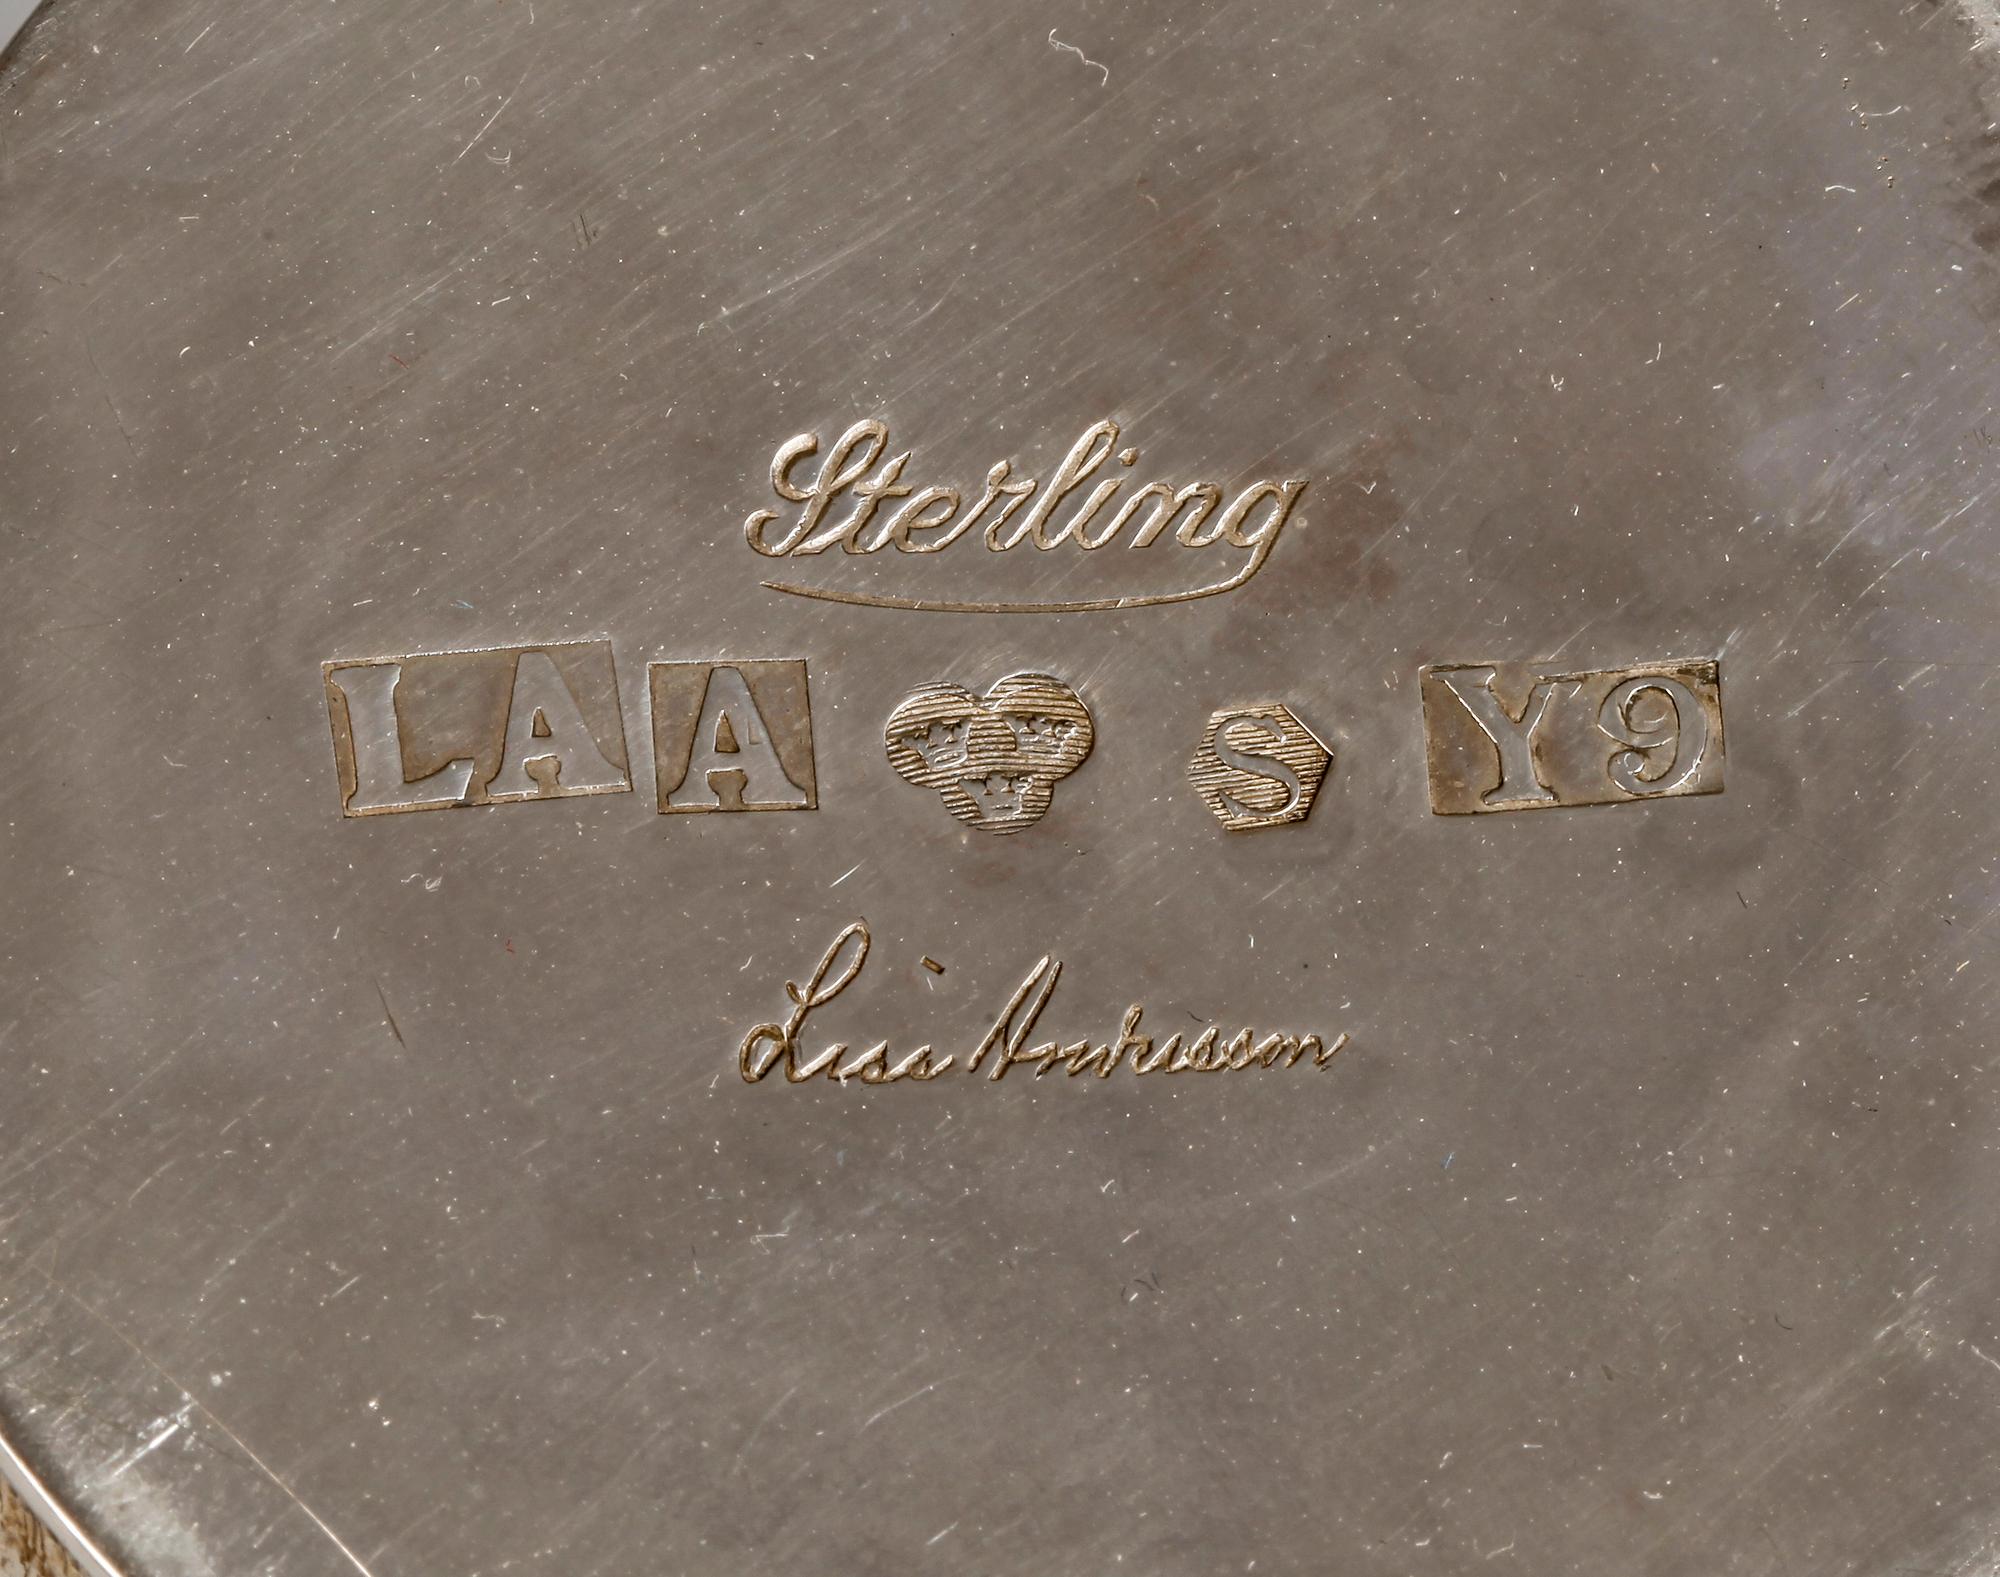 Sterling
LA A S Y9
Lisa Andersson